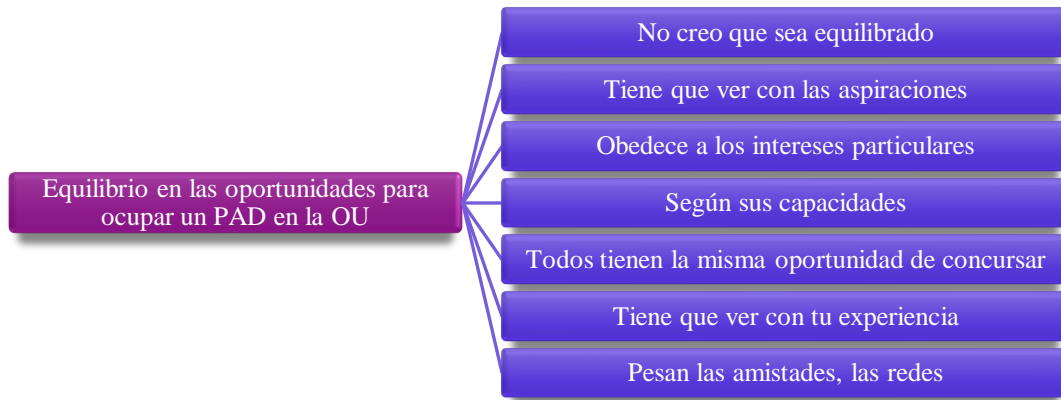 No creo que sea equilibrado
Tiene que ver con las aspiraciones
Obedece a los intereses particulares
Equilibrio en las oportunidades para
ocupar un PAD en la OU
Según sus capacidades
Todos tienen la misma oportunidad de concursar
Tiene que ver con tu experiencia
Pesan las amistades, las redes